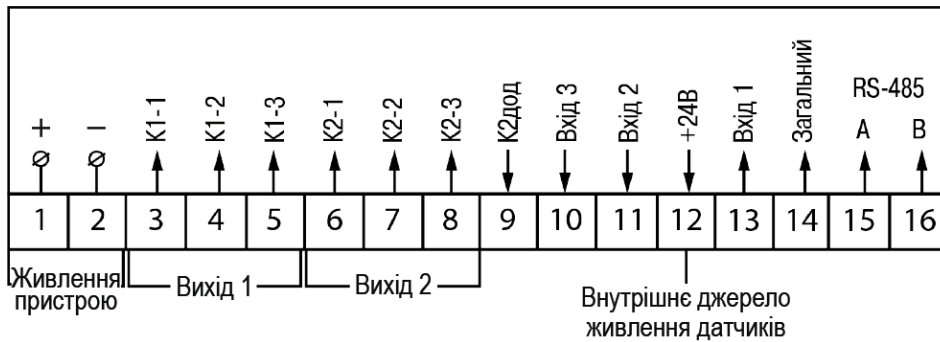 +
−
К1-1
К1-2
К1-3
К2-1
К2-2
К2-3
К2дод
Вхід 3
Вхід 2
+24В
Вхід 1
Загальний
RS-485
A
B
1 2 3 4 5 6 7 8 9 10 11 12 13 14 15 16
Живлення
пристрою
Вихід 1
Вихід 2
Внутрішнє джерело
живлення датчиків